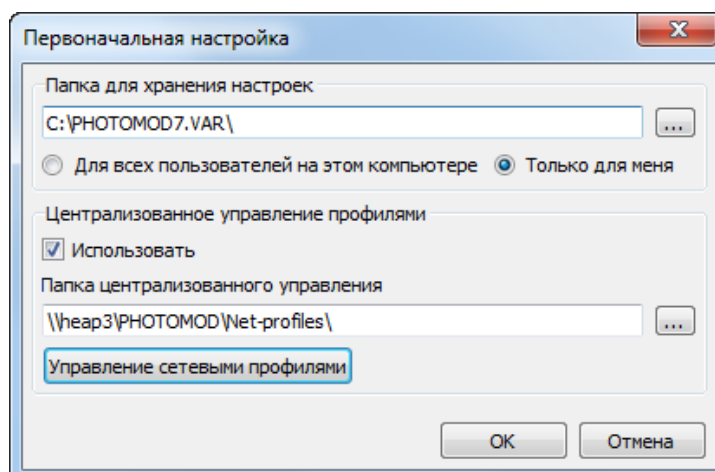 Первоначальная настройка
Папка для хранения настроек
C:\PHOTOMOD7.VAR\
...
Для всех пользователей на этом компьютере Только для меня
Централизованное управление профилями
Использовать
Папка централизованного управления
\\heap3\PHOTOMOD\Net-profiles\
...
Управление сетевыми профилями
OK Отмена